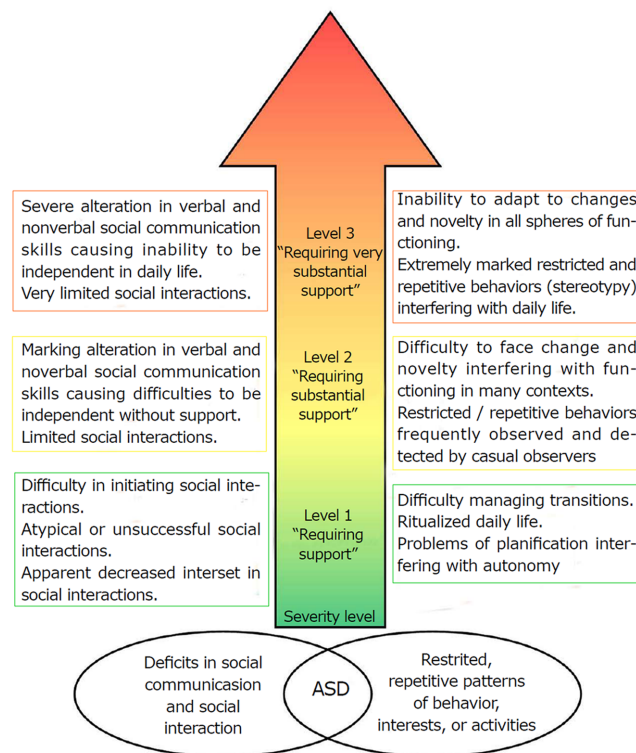 Severe alteration in verbal and
nonverbal social communication
skills causing inability to be
independent in daily life.
Very limited social interactions.
Level 3
"Requiring very
substantial
support"
Inability to adapt to changes
and novelty in all spheres of fun-
ctioning.
Extremely marked restricted and
repetitive behaviors (stereotypy)
interfering with daily life.
Marking alteration in verbal and
noverbal social communication
skills causing difficulties to be
independent without support.
Limited social interactions.
Level 2
"Requiring
substantial
support"
Difficulty to face change and
novelty interfering with fun-
ctioning in many contexts.
Restricted / repetitive behaviors
frequently observed and de-
tected by casual observers
Difficulty in initiating social inte-
ractions.
Atypical or unsuccessful social
interactions.
Apparent decreased interset in
social interactions.
Level 1
"Requiring
support"
Difficulty managing transitions.
Ritualized daily life.
Problems of planification inter-
fering with autonomy
Severity level
Deficits in social
communicasion
and social
interaction
ASD
Restrited,
repetitive patterns
of behavior,
interests, or activities